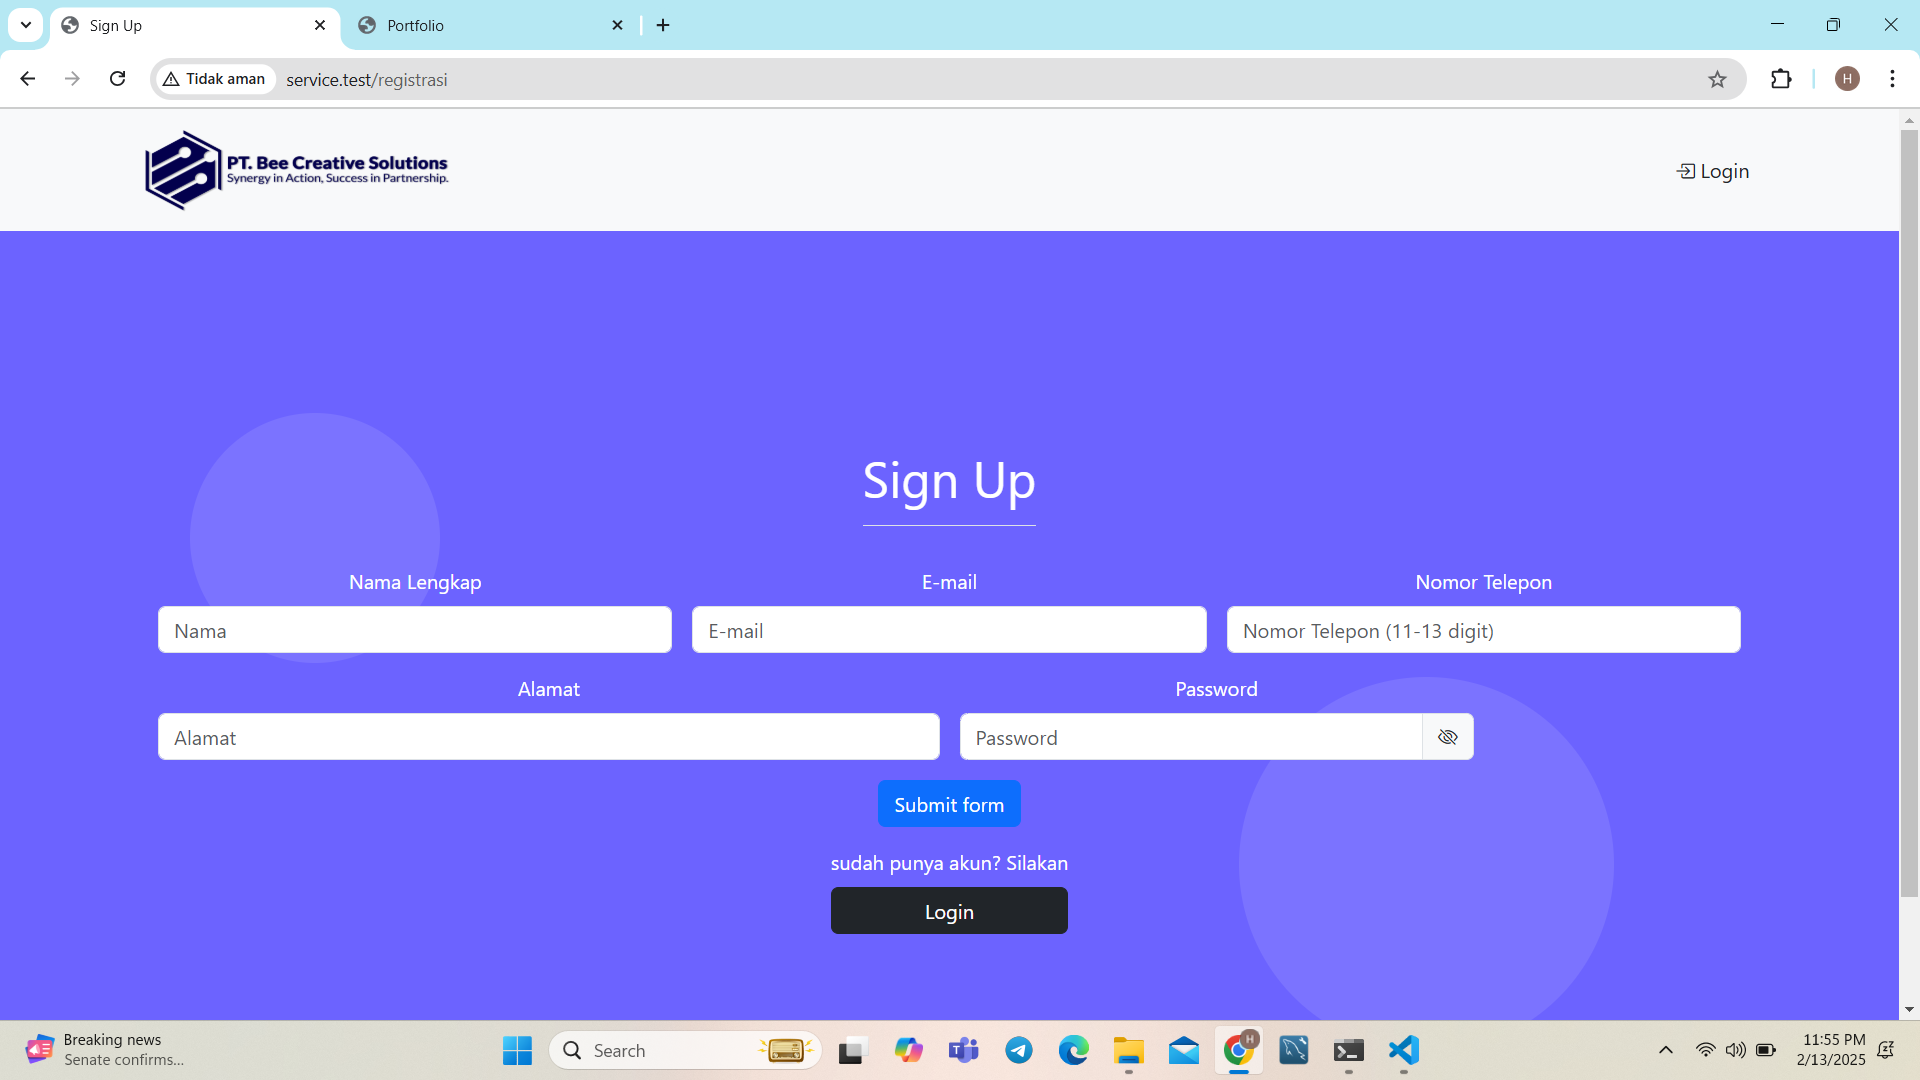 Sign Up
Portfolio
Tidak aman
service.test/registrasi
H
PT. Bee Creative Solutions
Synergy in Action, Success in Partnership.
Login
Sign Up
Nama Lengkap
E-mail
Nomor Telepon
Nama
E-mail
Nomor Telepon (11-13 digit)
Alamat
Password
Alamat
Password
Submit form
sudah punya akun? Silakan
Login
Breaking news
Senate confirms...
Search
H
11:55 PM
2/13/2025